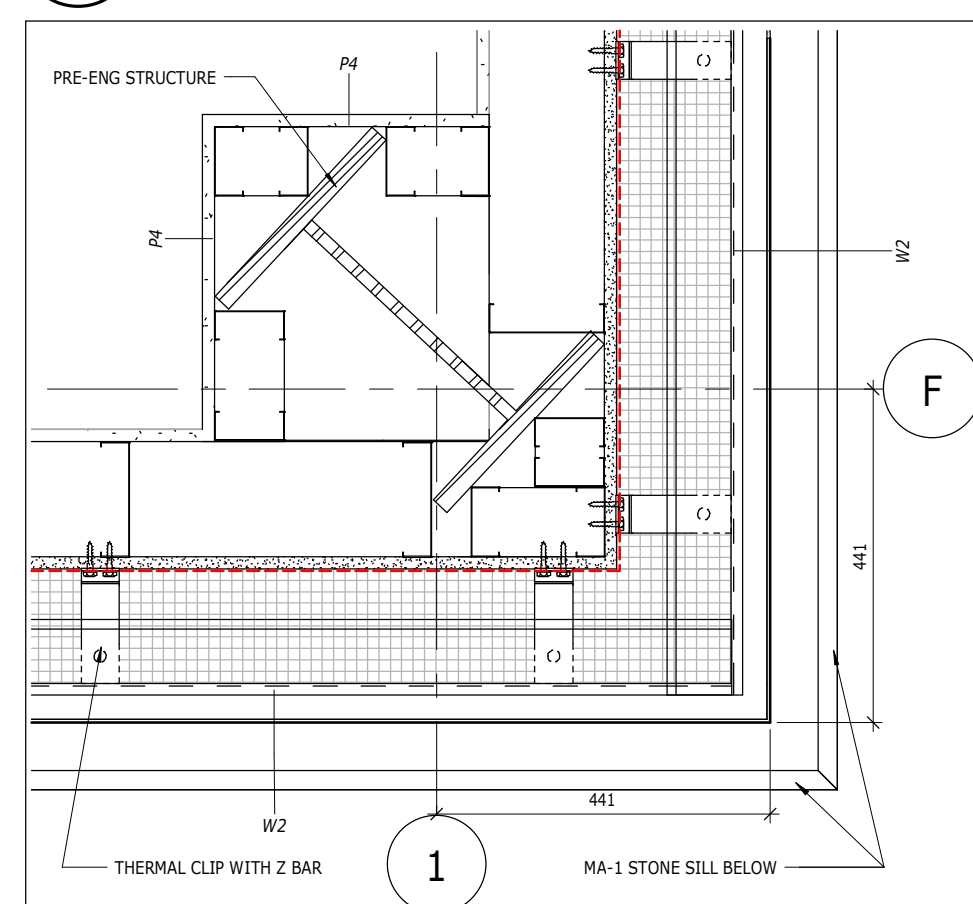 P4
PRE-ENG STRUCTURE
P4
W2
F
441
441
W2
THERMAL CLIP WITH Z BAR
1
MA-1 STONE SILL BELOW